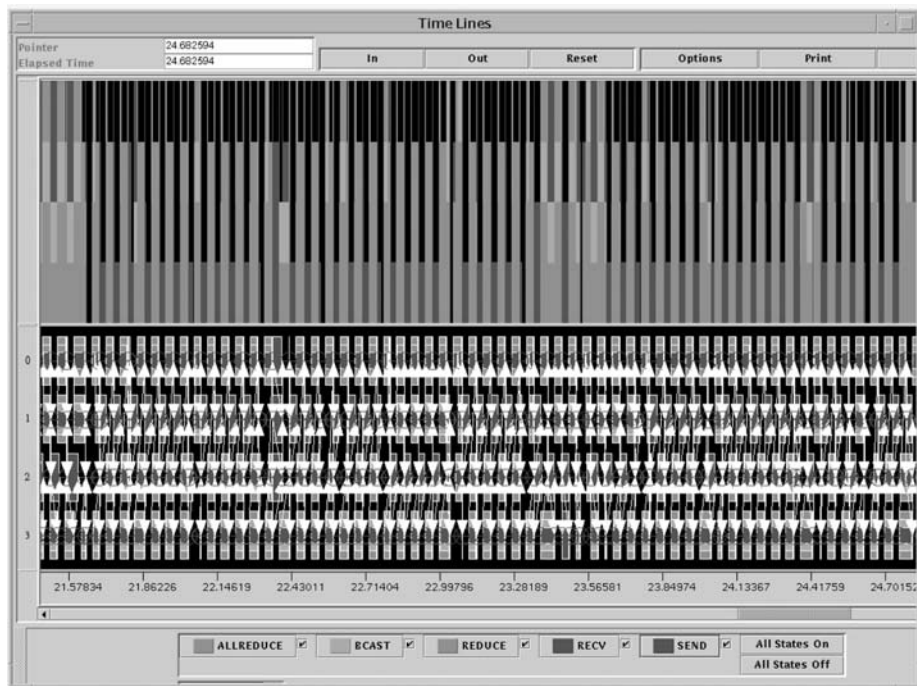 Time Lines
Pointer 24.682594
Elapsed Time 24.682594
In Out Reset Options Print
0
1
2
3
21.57834 21.86226 22.14619 22.43011 22.71404 22.99796 23.28189 23.56581 23.84974 24.13367 24.41759 24.70152
ALLREDUCE BCAST REDUCE RECV SEND All States On
All States Off